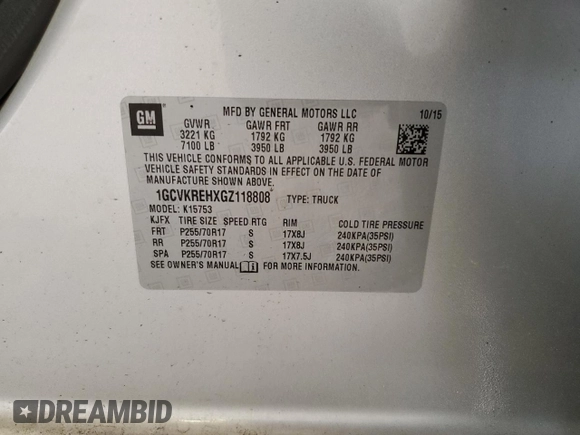 GM
MFD BY GENERAL MOTORS LLC 10/15
GVWR GAWR FRT GAWR RR
3221 KG 1792 KG 1792 KG
7100 LB 3950 LB 3950 LB
THIS VEHICLE CONFORMS TO ALL APPLICABLE U.S. FEDERAL MOTOR
VEHICLE SAFETY STANDARDS IN EFFECT ON THE DATE OF
MANUFACTURE SHOWN ABOVE.
*1GCVKREHXGZ118808* TYPE: TRUCK
MODEL: K15753
KJFX TIRE SIZE SPEED RTG RIM COLD TIRE PRESSURE
FRT P255/70R17 S 17X8J 240KPA(35PSI)
RR P255/70R17 S 17X8J 240KPA(35PSI)
SPA P255/70R17 S 17X7.5J 240KPA(35PSI)
SEE OWNER'S MANUAL FOR MORE INFORMATION.
DREAMBID